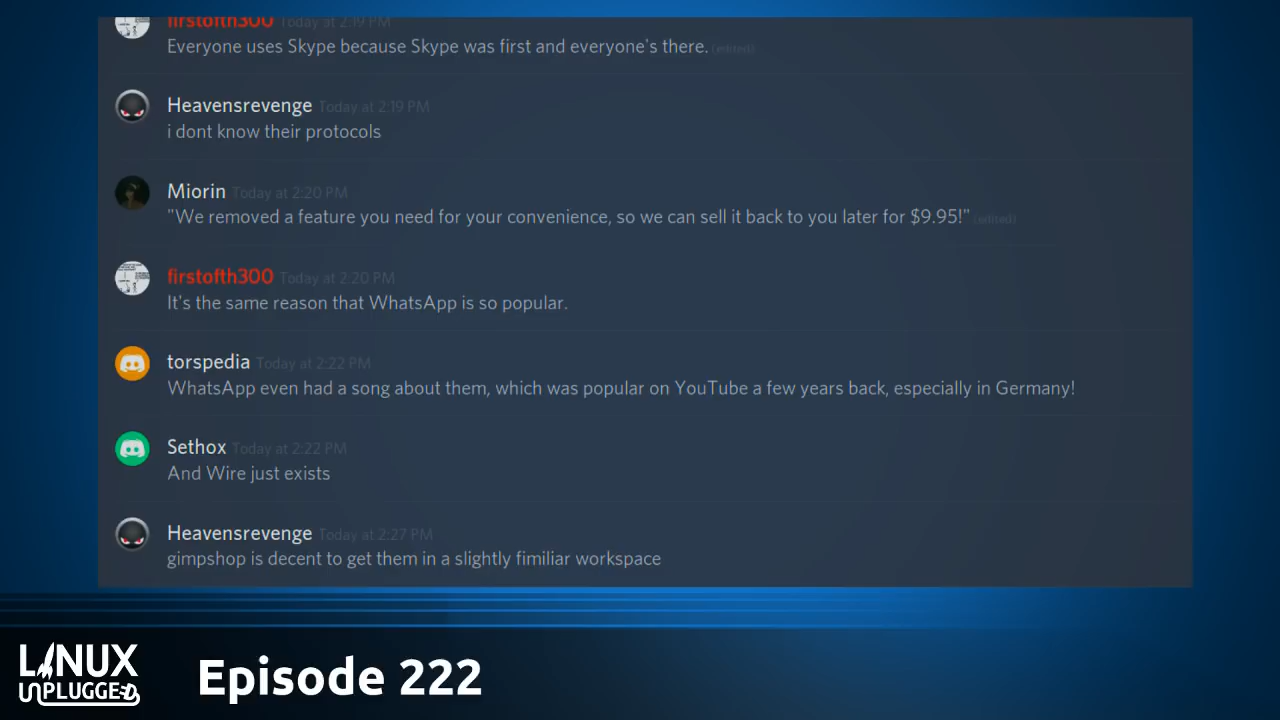 firstofth300 Today at 2:19 PM
Everyone uses Skype because Skype was first and everyone's there. (edited)
Heavensrevenge Today at 2:19 PM
i dont know their protocols
Miorin Today at 2:20 PM
"We removed a feature you need for your convenience, so we can sell it back to you later for $9.95!" (edited)
firstofth300 Today at 2:20 PM
It's the same reason that WhatsApp is so popular.
torspedia Today at 2:22 PM
WhatsApp even had a song about them, which was popular on YouTube a few years back, especially in Germany!
Sethox Today at 2:22 PM
And Wire just exists
Heavensrevenge Today at 2:27 PM
gimpshop is decent to get them in a slightly fimiliar workspace
LINUX
UNPLUGGED
Episode 222